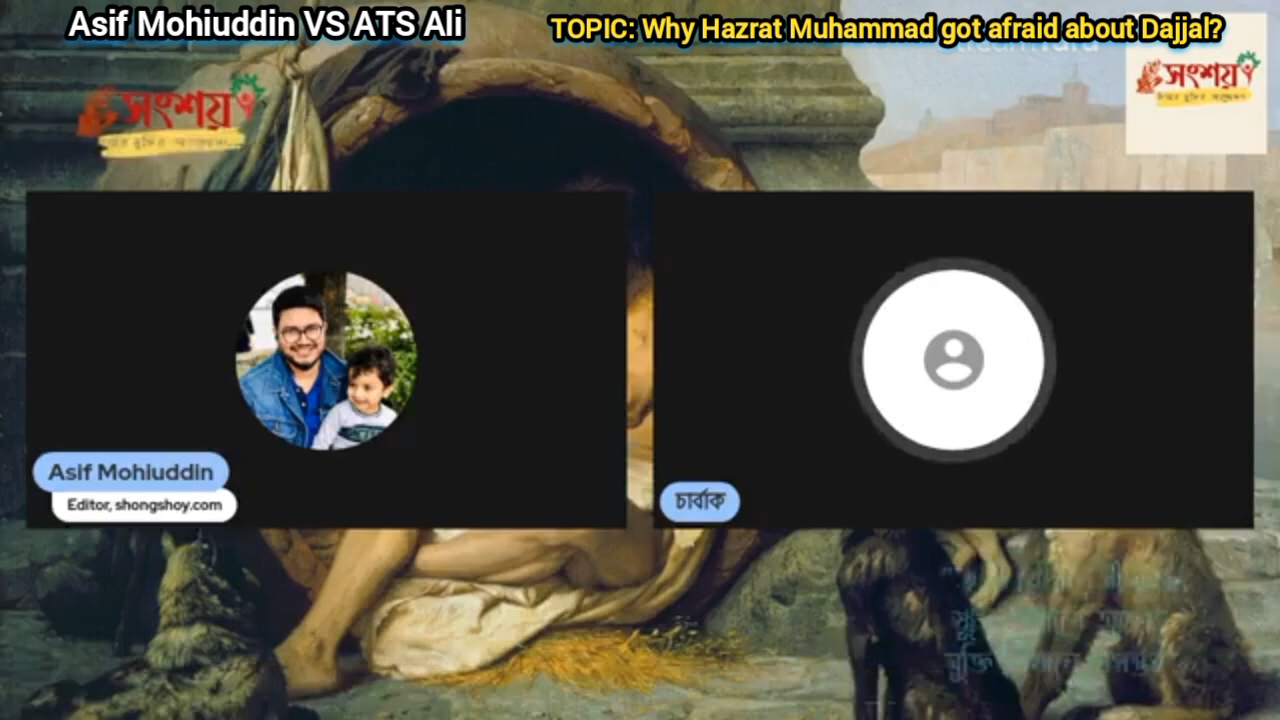 Asif Mohiuddin VS ATS Ali
TOPIC: Why Hazrat Muhammad got afraid about Dajjal?
সংশয়
সংশয়
Asif Mohiuddin
Editor, shongshoy.com
চার্বাক